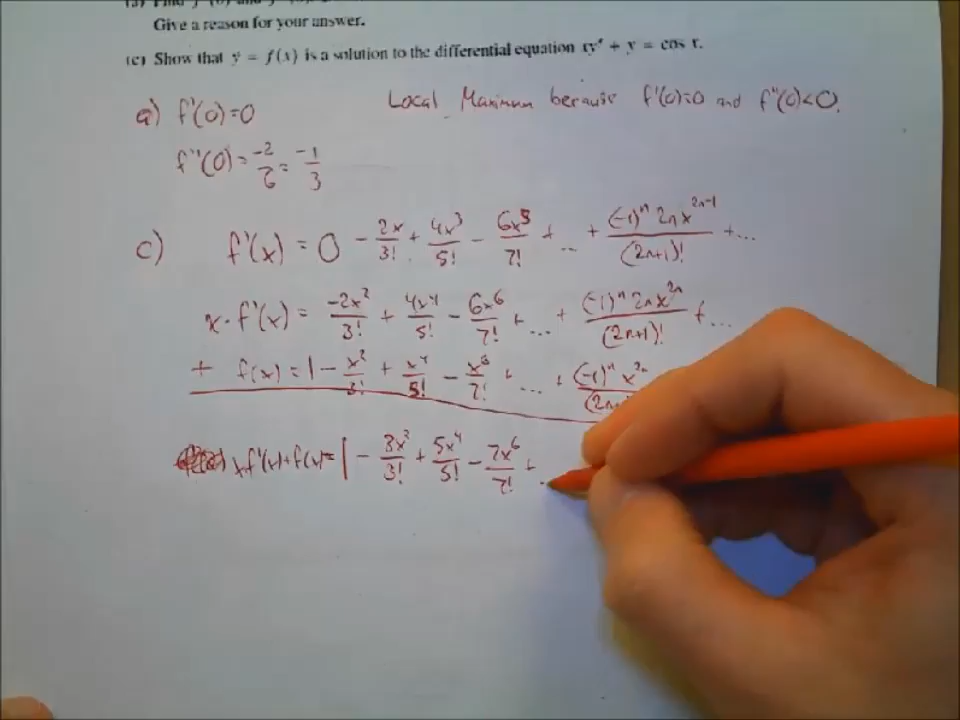 Give a reason for your answer.
(c) Show that y = f(x) is a solution to the differential equation xy′ + y = cos x.
a) f'(0)=0 Local Maximum because f'(0)=0 and f''(0)<0.
f''(0)= -2/6 = -1/3
c) f'(x) = 0 - 2x/3! + 4x³/5! - 6x⁵/7! + ... + (-1)ⁿ 2n x²ⁿ⁻¹/(2n+1)! + ...
x· f'(x) = -2x²/3! + 4x⁴/5! - 6x⁶/7! + ... + (-1)ⁿ 2n x²ⁿ/(2n+1)! + ...
+ f(x) = 1 - x²/3! + x⁴/5! - x⁶/7! + ... + (-1)ⁿ x²ⁿ/(2n
xf'(x)+f(x)= 1 - 3x²/3! + 5x⁴/5! - 7x⁶/7! + .